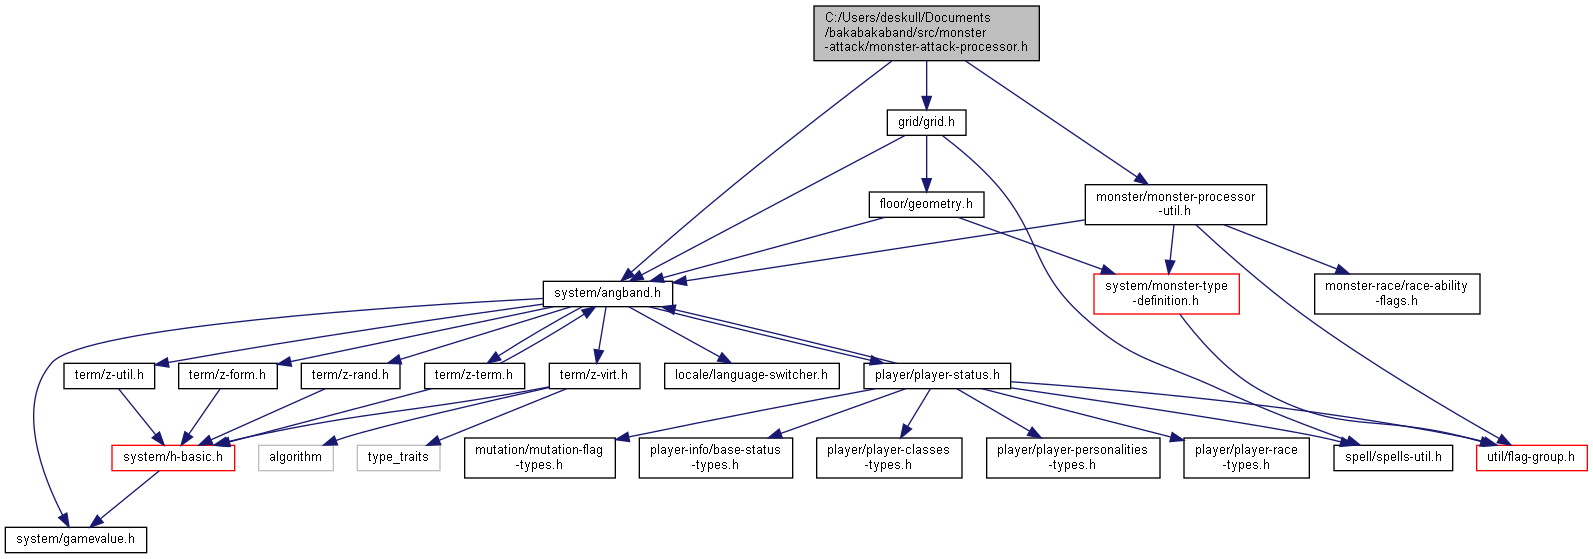 C:/Users/deskull/Documents
/bakabakaband/src/monster
-attack/monster-attack-processor.h
grid/grid.h
floor/geometry.h
monster/monster-processor
-util.h
system/angband.h
system/monster-type
-definition.h
monster-race/race-ability
-flags.h
term/z-util.h
term/z-form.h
term/z-rand.h
term/z-term.h
term/z-virt.h
locale/language-switcher.h
player/player-status.h
system/h-basic.h
algorithm
type_traits
mutation/mutation-flag
-types.h
player-info/base-status
-types.h
player/player-classes
-types.h
player/player-personalities
-types.h
player/player-race
-types.h
spell/spells-util.h
util/flag-group.h
system/gamevalue.h